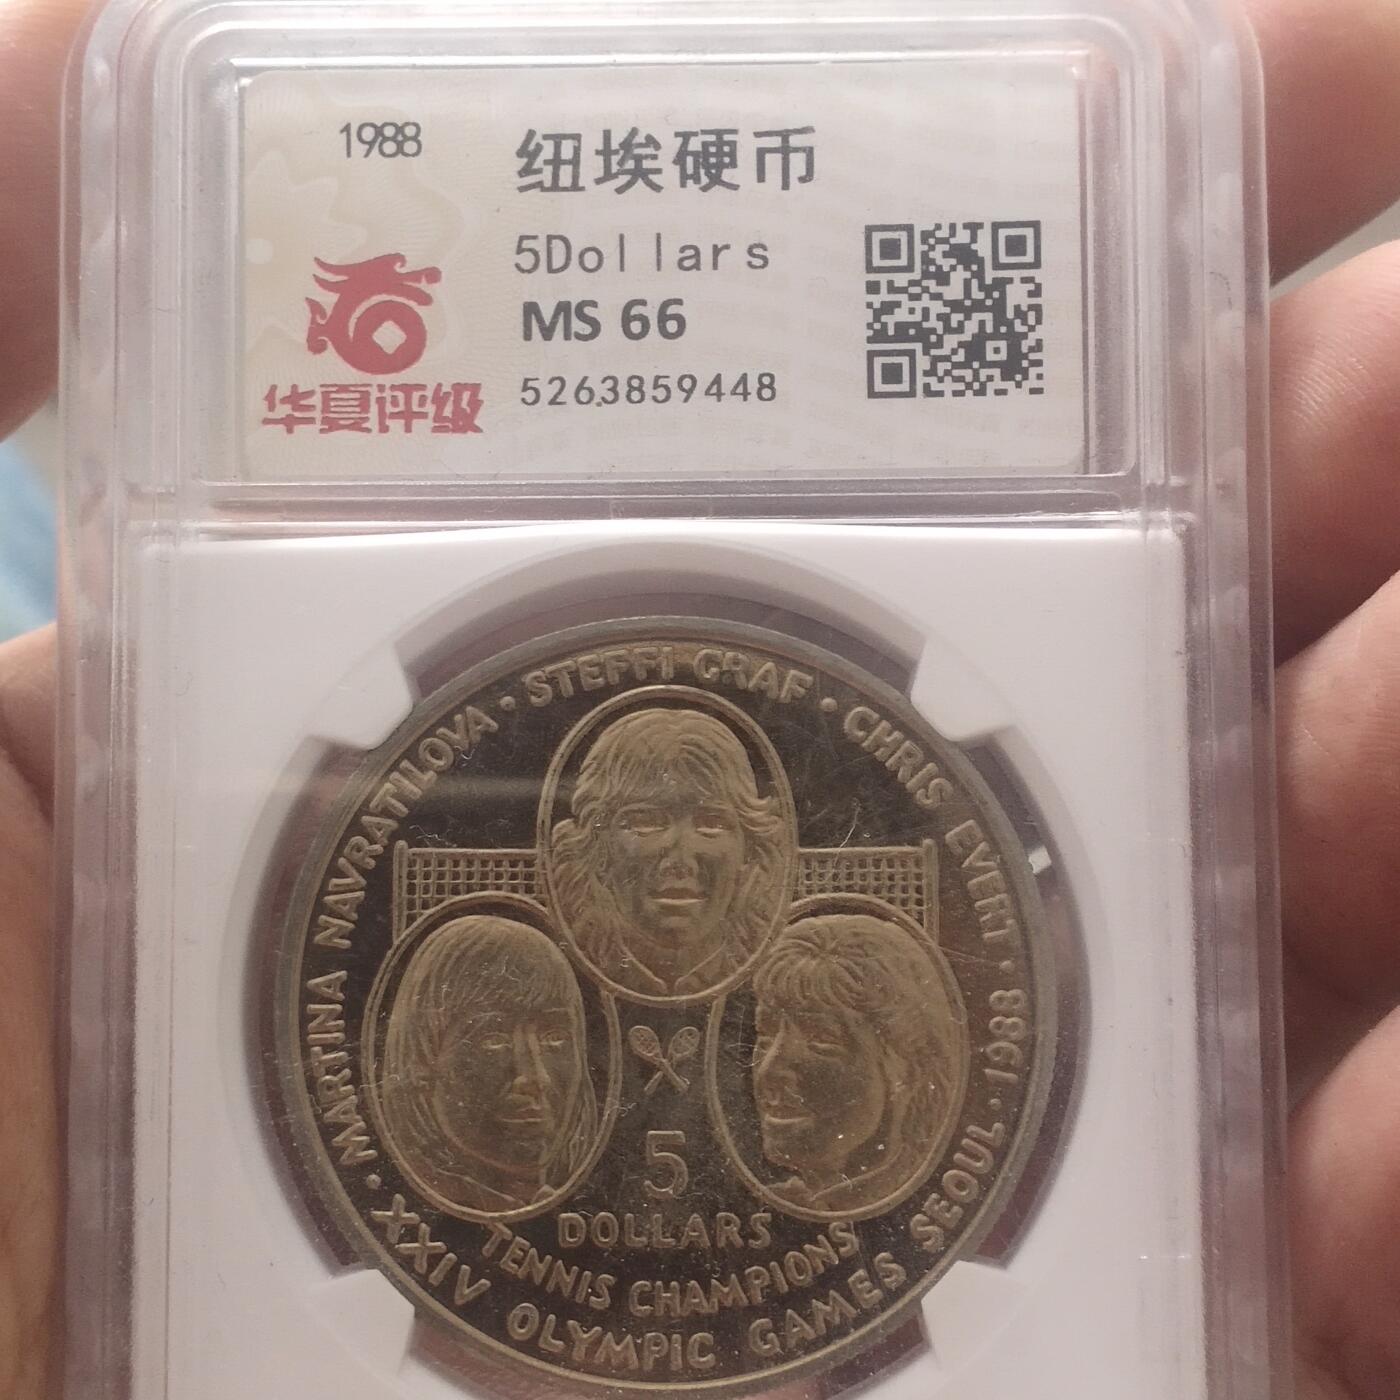 1988
纽埃硬币
5Dollars
MS 66
5263859448
华夏评级
MARTINA NAVRATILOVA · STEFFI GRAF · CHRIS EVERT · 1988 ·
XXIV OLYMPIC GAMES SEOUL
5
DOLLARS
TENNIS CHAMPIONS